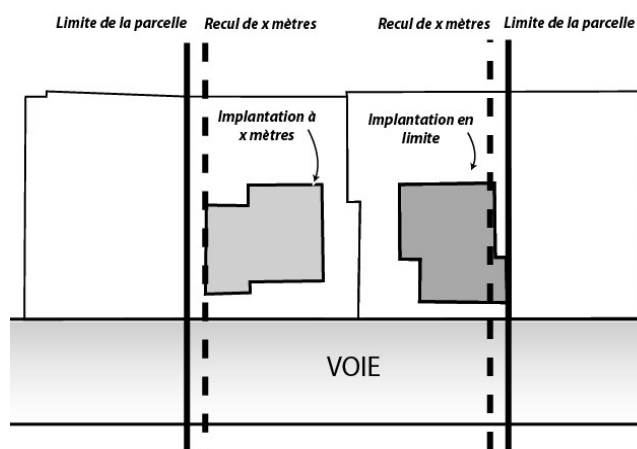 Limite de la parcelle Recul de x mètres Recul de x mètres Limite de la parcelle
Implantation à
x mètres
Implantation en
limite
VOIE